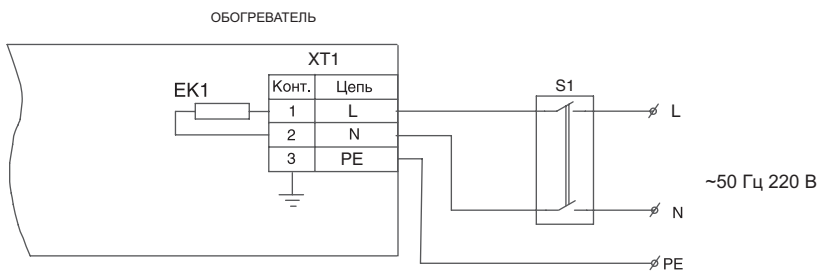 ОБОГРЕВАТЕЛЬ
XT1
Конт. Цепь
EK1
1 L
2 N
3 PE
S1
L
~50 Гц 220 В
N
PE